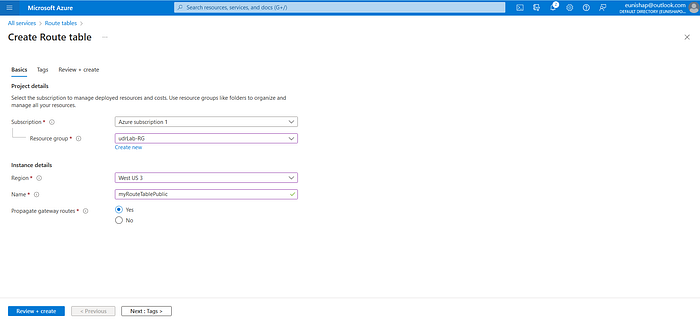 Microsoft Azure
Search resources, services, and docs (G+/)
2
eunishap@outlook.com
DEFAULT DIRECTORY (EUNISHAPO...
All services > Route tables >
Create Route table ...
Basics Tags Review + create
Project details
Select the subscription to manage deployed resources and costs. Use resource groups like folders to organize and
manage all your resources.
Subscription *
Azure subscription 1
Resource group *
udrLab-RG
Create new
Instance details
Region *
West US 3
Name *
myRouteTablePublic
Propagate gateway routes *
Yes
No
Review + create
< Previous
Next : Tags >